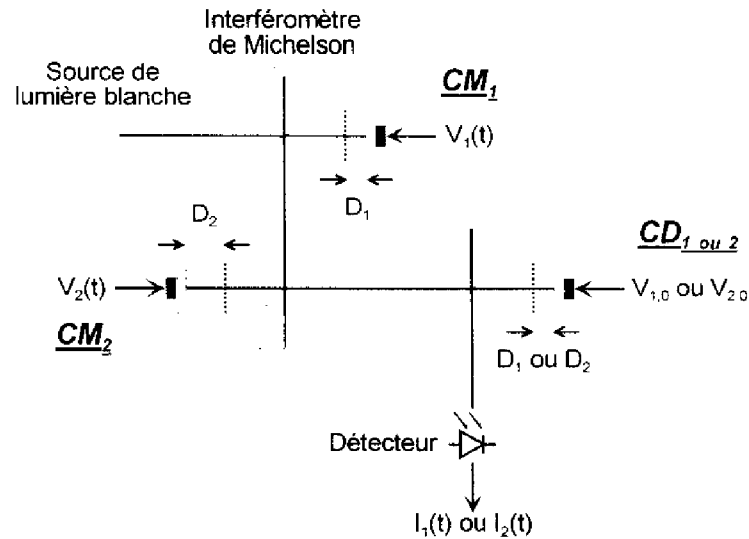 Interféromètre
de Michelson
Source de
lumière blanche
CM₁
V₁(t)
D₁
D₂
CD₁ ou ₂
V₂(t)
V₁,₀ ou V₂ ₀
CM₂
D₁ ou D₂
Détecteur
I₁(t) ou I₂(t)